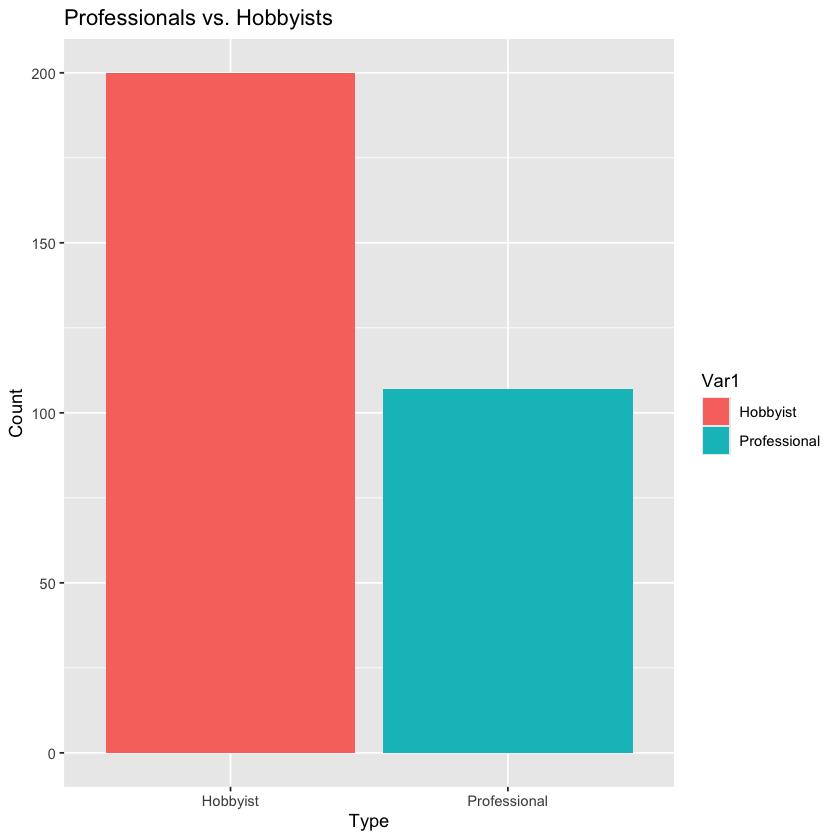 Professionals vs. Hobbyists
200
150
100
50
0
Count
Hobbyist
Professional
Type
Var1
Hobbyist
Professional